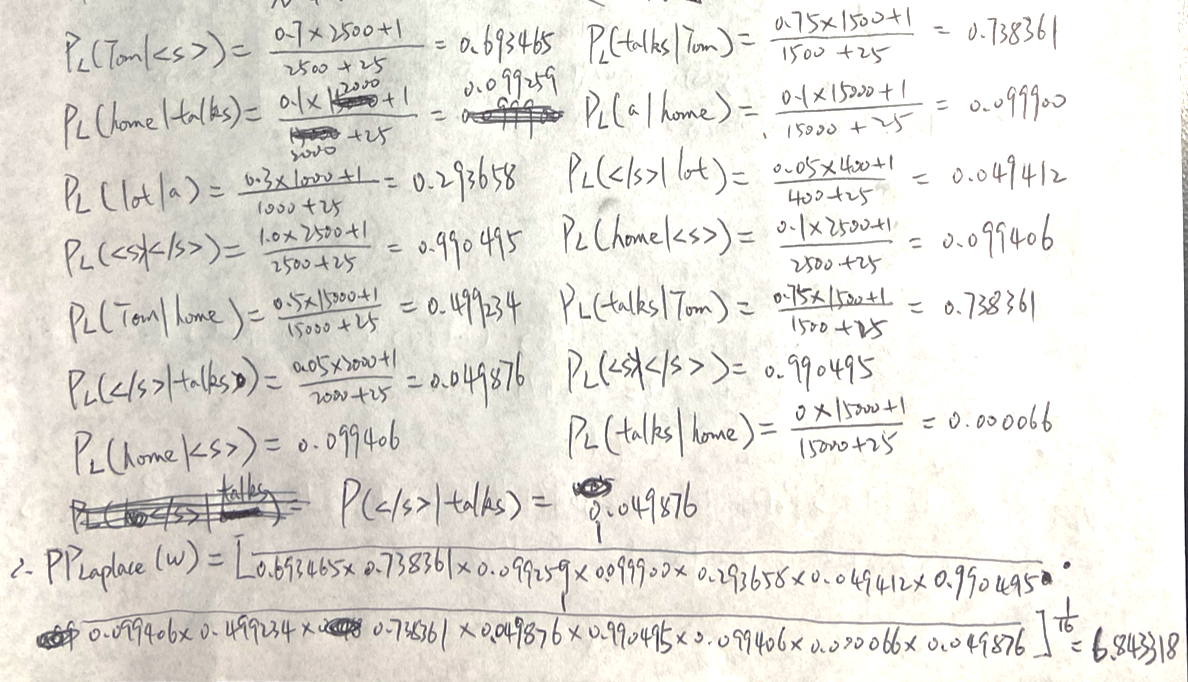 P_L(Tom|<s>) = (0.7×2500+1)/(2500+25) = 0.693465 P_L(talks|Tom) = (0.75×1500+1)/(1500+25) = 0.738361
P_L(home|talks) = (0.1×2000+1)/(2000+25) = 0.099259 P_L(a|home) = (0.1×15000+1)/(15000+25) = 0.099900
P_L(lot|a) = (0.3×1000+1)/(1000+25) = 0.293658 P_L(</s>|lot) = (0.05×400+1)/(400+25) = 0.049412
P_L(<s>|</s>) = (1.0×2500+1)/(2500+25) = 0.990495 P_L(home|<s>) = (0.1×2500+1)/(2500+25) = 0.099406
P_L(Tom|home) = (0.5×15000+1)/(15000+25) = 0.499234 P_L(talks|Tom) = (0.75×1500+1)/(1500+25) = 0.738361
P_L(</s>|talks) = (0.05×2000+1)/(2000+25) = 0.049876 P_L(<s>|</s>) = 0.990495
P_L(home|<s>) = 0.099406 P_L(talks|home) = (0×15000+1)/(15000+25) = 0.000066
P(</s>|talks) = 0.049876
∴ PP_Laplace(w) = [1/(0.693465×0.738361×0.099259×0.099900×0.293658×0.049412×0.990495) ·
1/(0.099406×0.499234×0.738361×0.049876×0.990495×0.099406×0.000066×0.049876)]^(1/16) = 6.843318